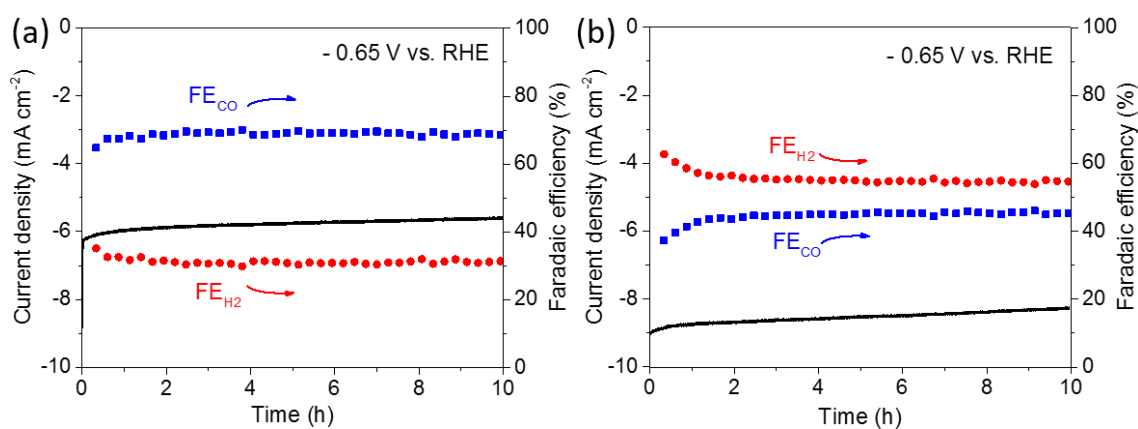 (a)
- 0.65 V vs. RHE
FE_CO
FE_H2
Current density (mA cm⁻²)
0
-2
-4
-6
-8
-10
Faradaic efficiency (%)
100
80
60
40
20
0
0 2 4 6 8 10
Time (h)
(b)
- 0.65 V vs. RHE
FE_H2
FE_CO
Current density (mA cm⁻²)
0
-2
-4
-6
-8
-10
Faradaic efficiency (%)
100
80
60
40
20
0
0 2 4 6 8 10
Time (h)